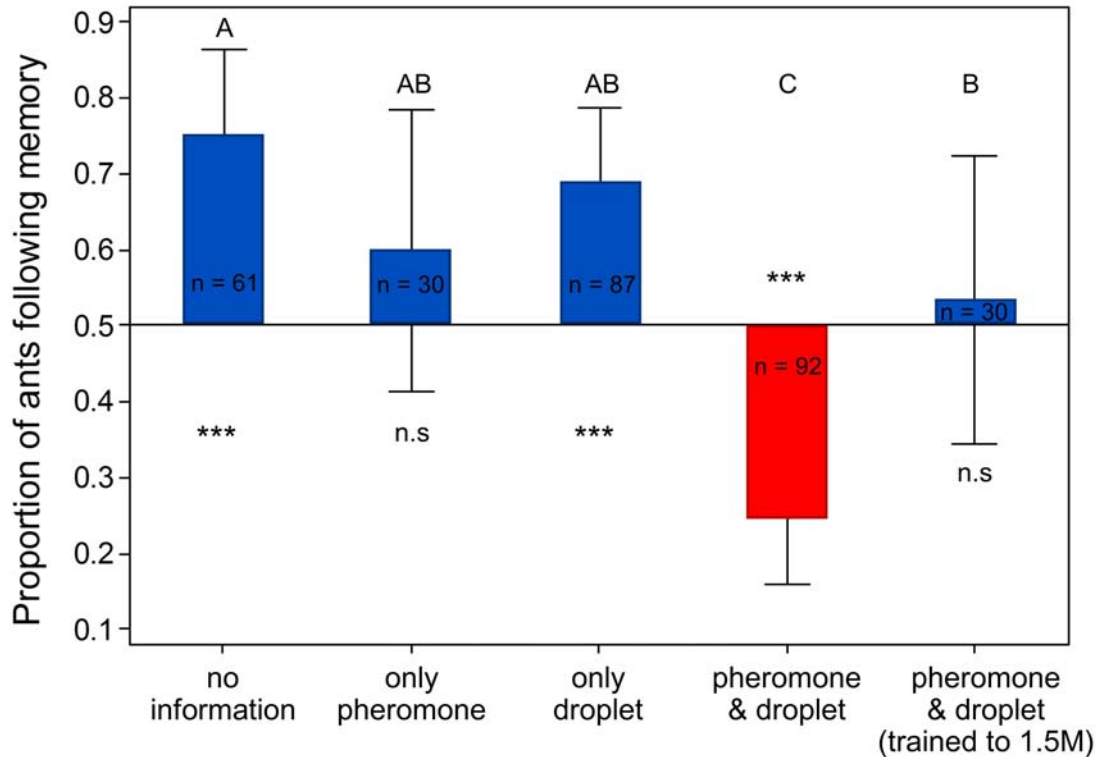 Proportion of ants following memory
0.9
0.8
0.7
0.6
0.5
0.4
0.3
0.2
0.1
A
AB
AB
C
B
n = 61
n = 30
n = 87
n = 92
n = 30
***
n.s
***
***
n.s
no
information
only
pheromone
only
droplet
pheromone
& droplet
pheromone
& droplet
(trained to 1.5M)